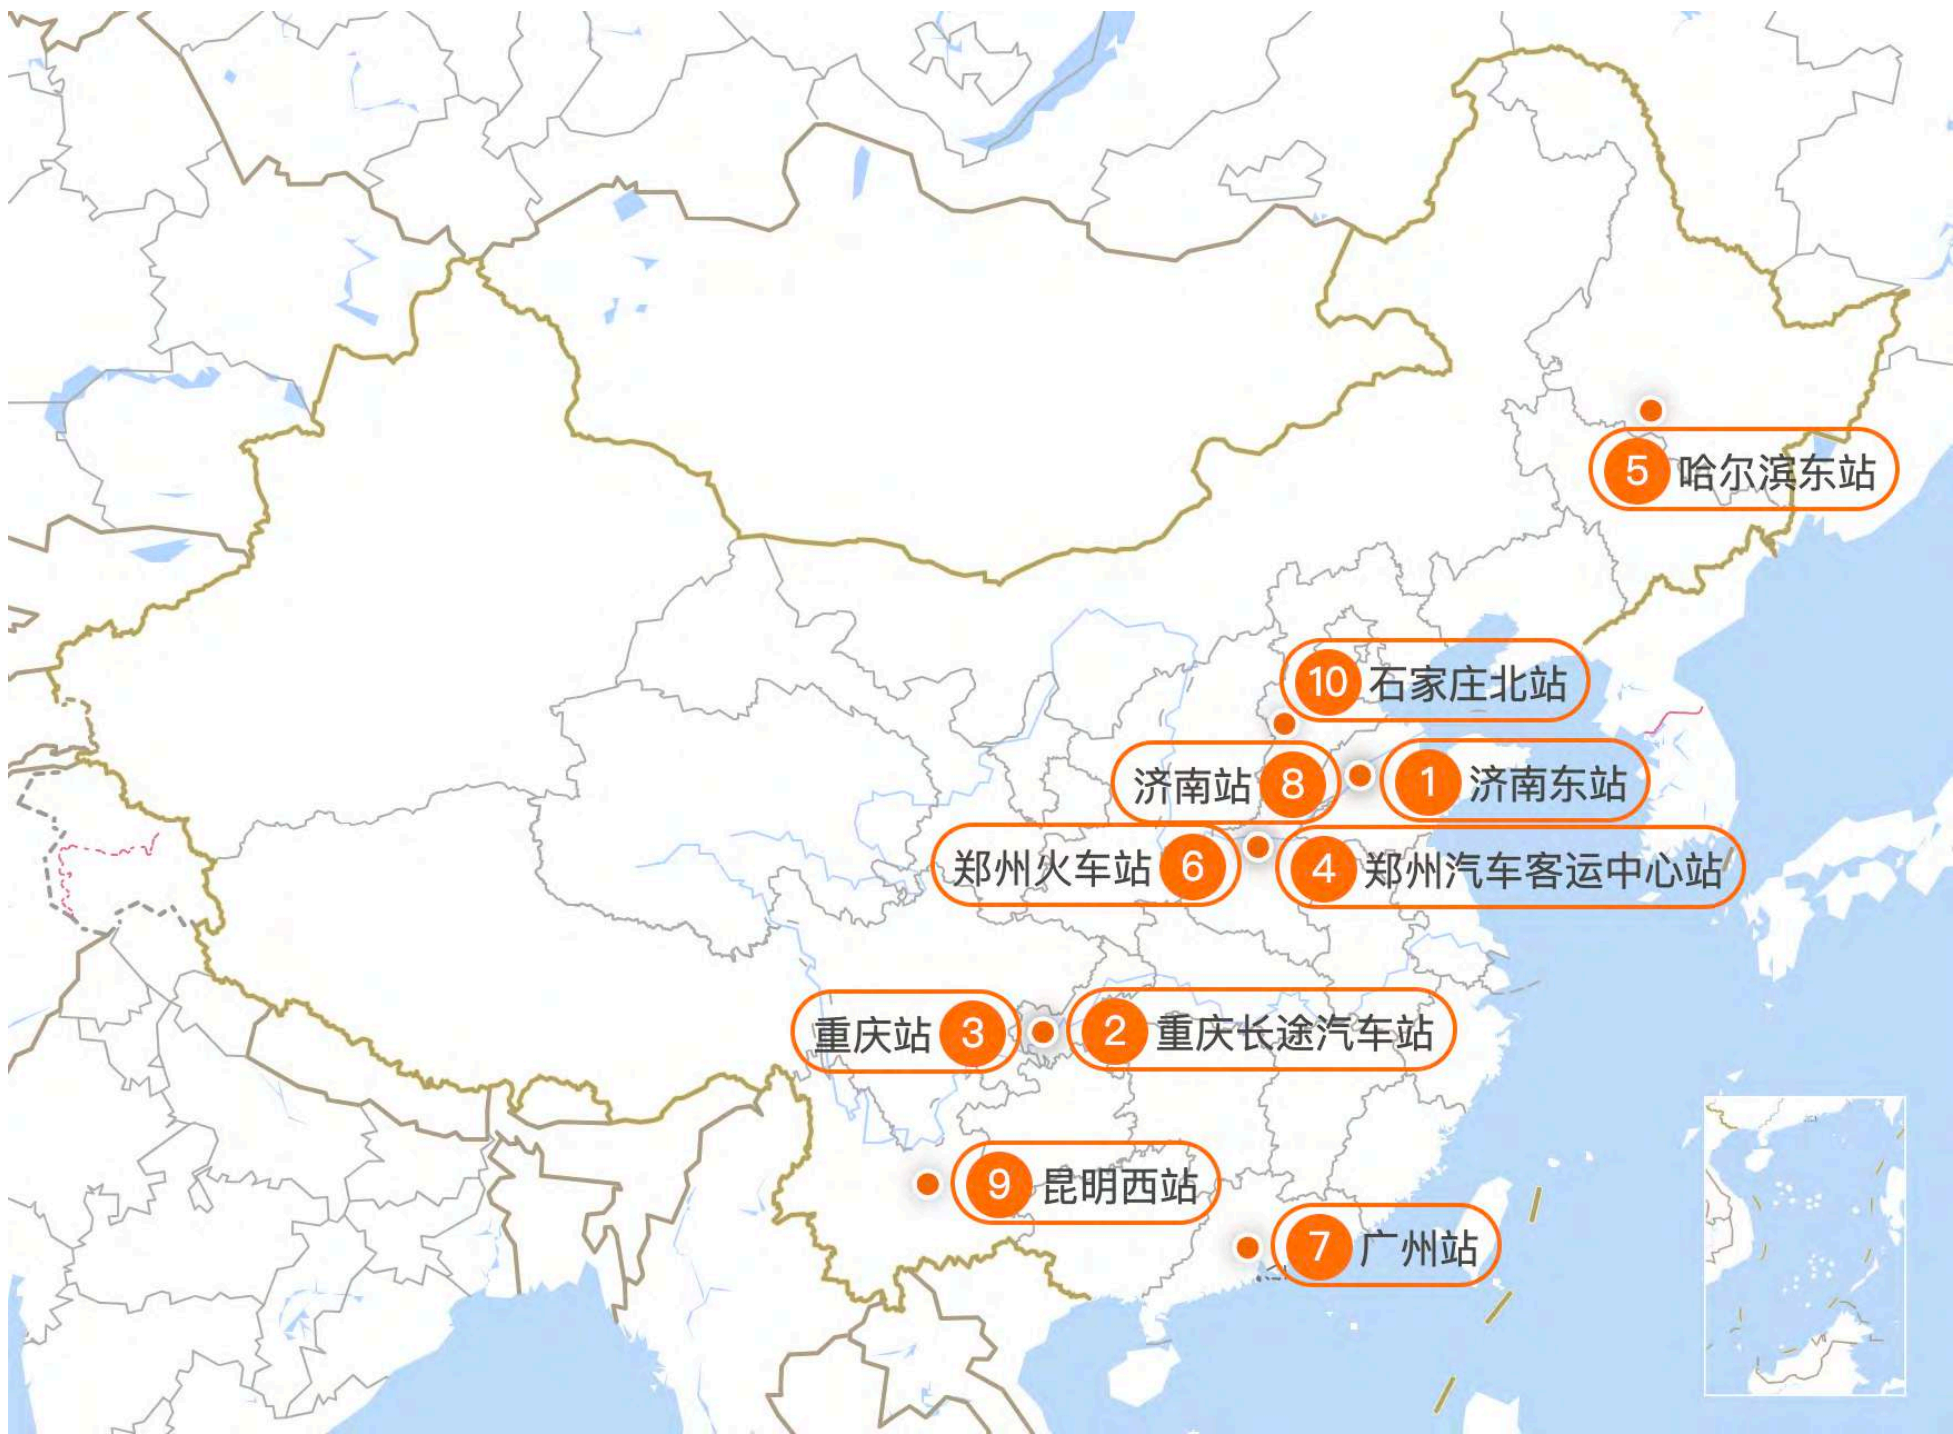 5 哈尔滨东站
10 石家庄北站
济南站 8
1 济南东站
郑州火车站 6
4 郑州汽车客运中心站
重庆站 3
2 重庆长途汽车站
9 昆明西站
7 广州站